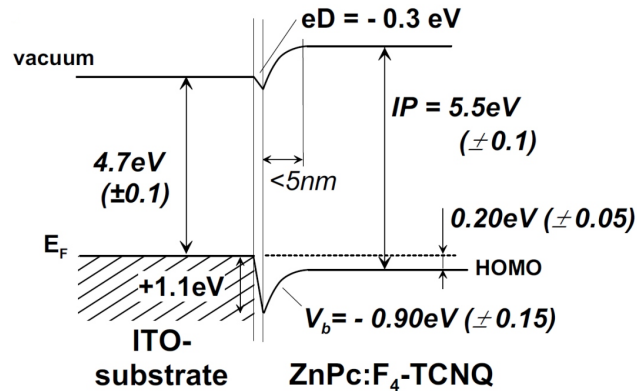 eD = - 0.3 eV
vacuum
IP = 5.5eV
(±0.1)
4.7eV
(±0.1)
<5nm
0.20eV (±0.05)
E_F
HOMO
+1.1eV
V_b= - 0.90eV (±0.15)
ITO-
substrate
ZnPc:F₄-TCNQ